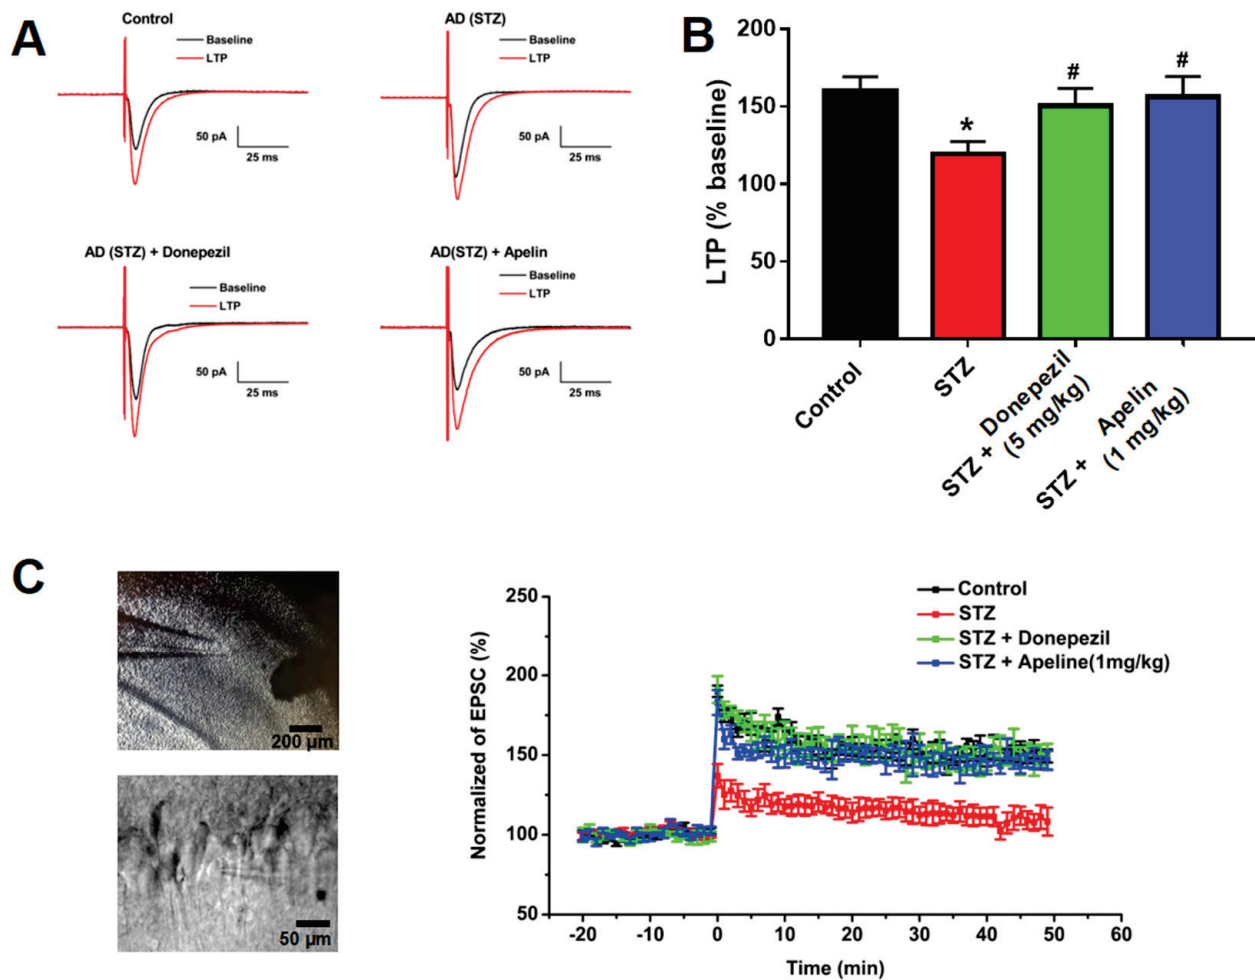 A
Control
Baseline
LTP
50 pA
25 ms
AD (STZ)
Baseline
LTP
50 pA
25 ms
AD (STZ) + Donepezil
Baseline
LTP
50 pA
25 ms
AD(STZ) + Apelin
Baseline
LTP
50 pA
25 ms
B
LTP (% baseline)
200
150
100
50
0
*
#
#
Control
STZ
STZ + Donepezil
(5 mg/kg)
STZ + Apelin
(1 mg/kg)
C
200 µm
50 µm
Normalized of EPSC (%)
250
200
150
100
50
Control
STZ
STZ + Donepezil
STZ + Apeline(1mg/kg)
-20 -10 0 10 20 30 40 50 60
Time (min)